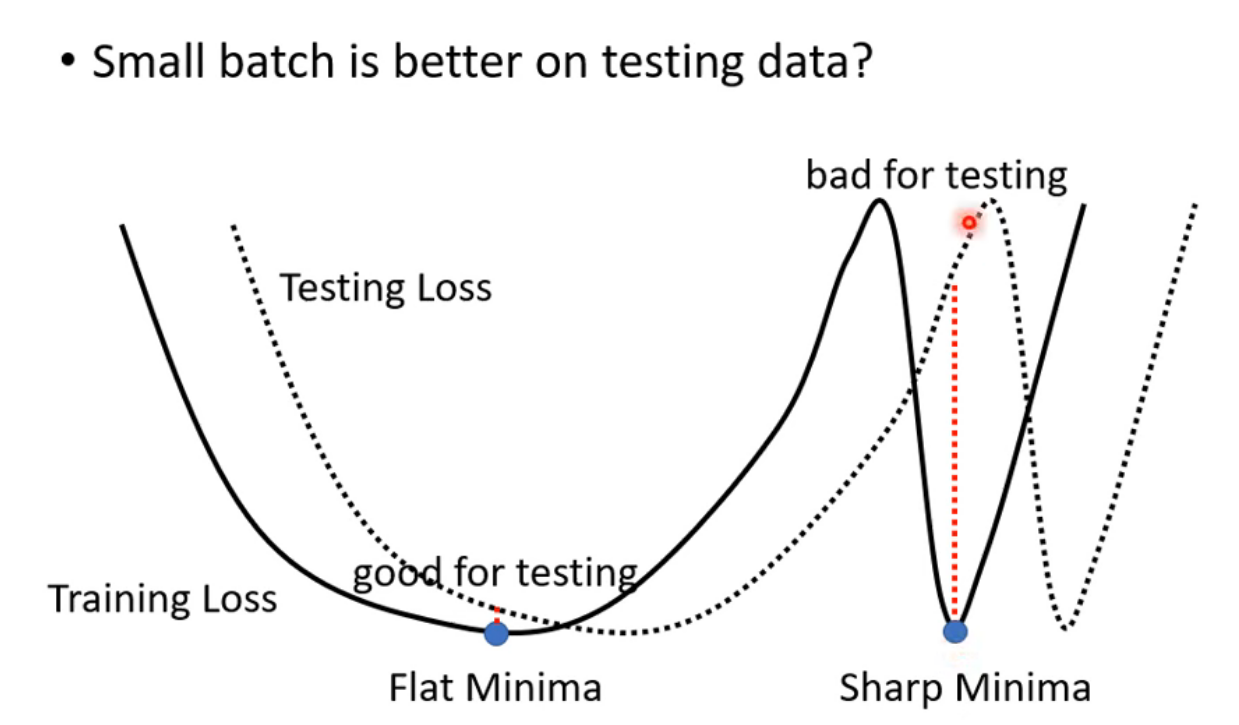 • Small batch is better on testing data?
bad for testing
Testing Loss
good for testing
Training Loss
Flat Minima
Sharp Minima